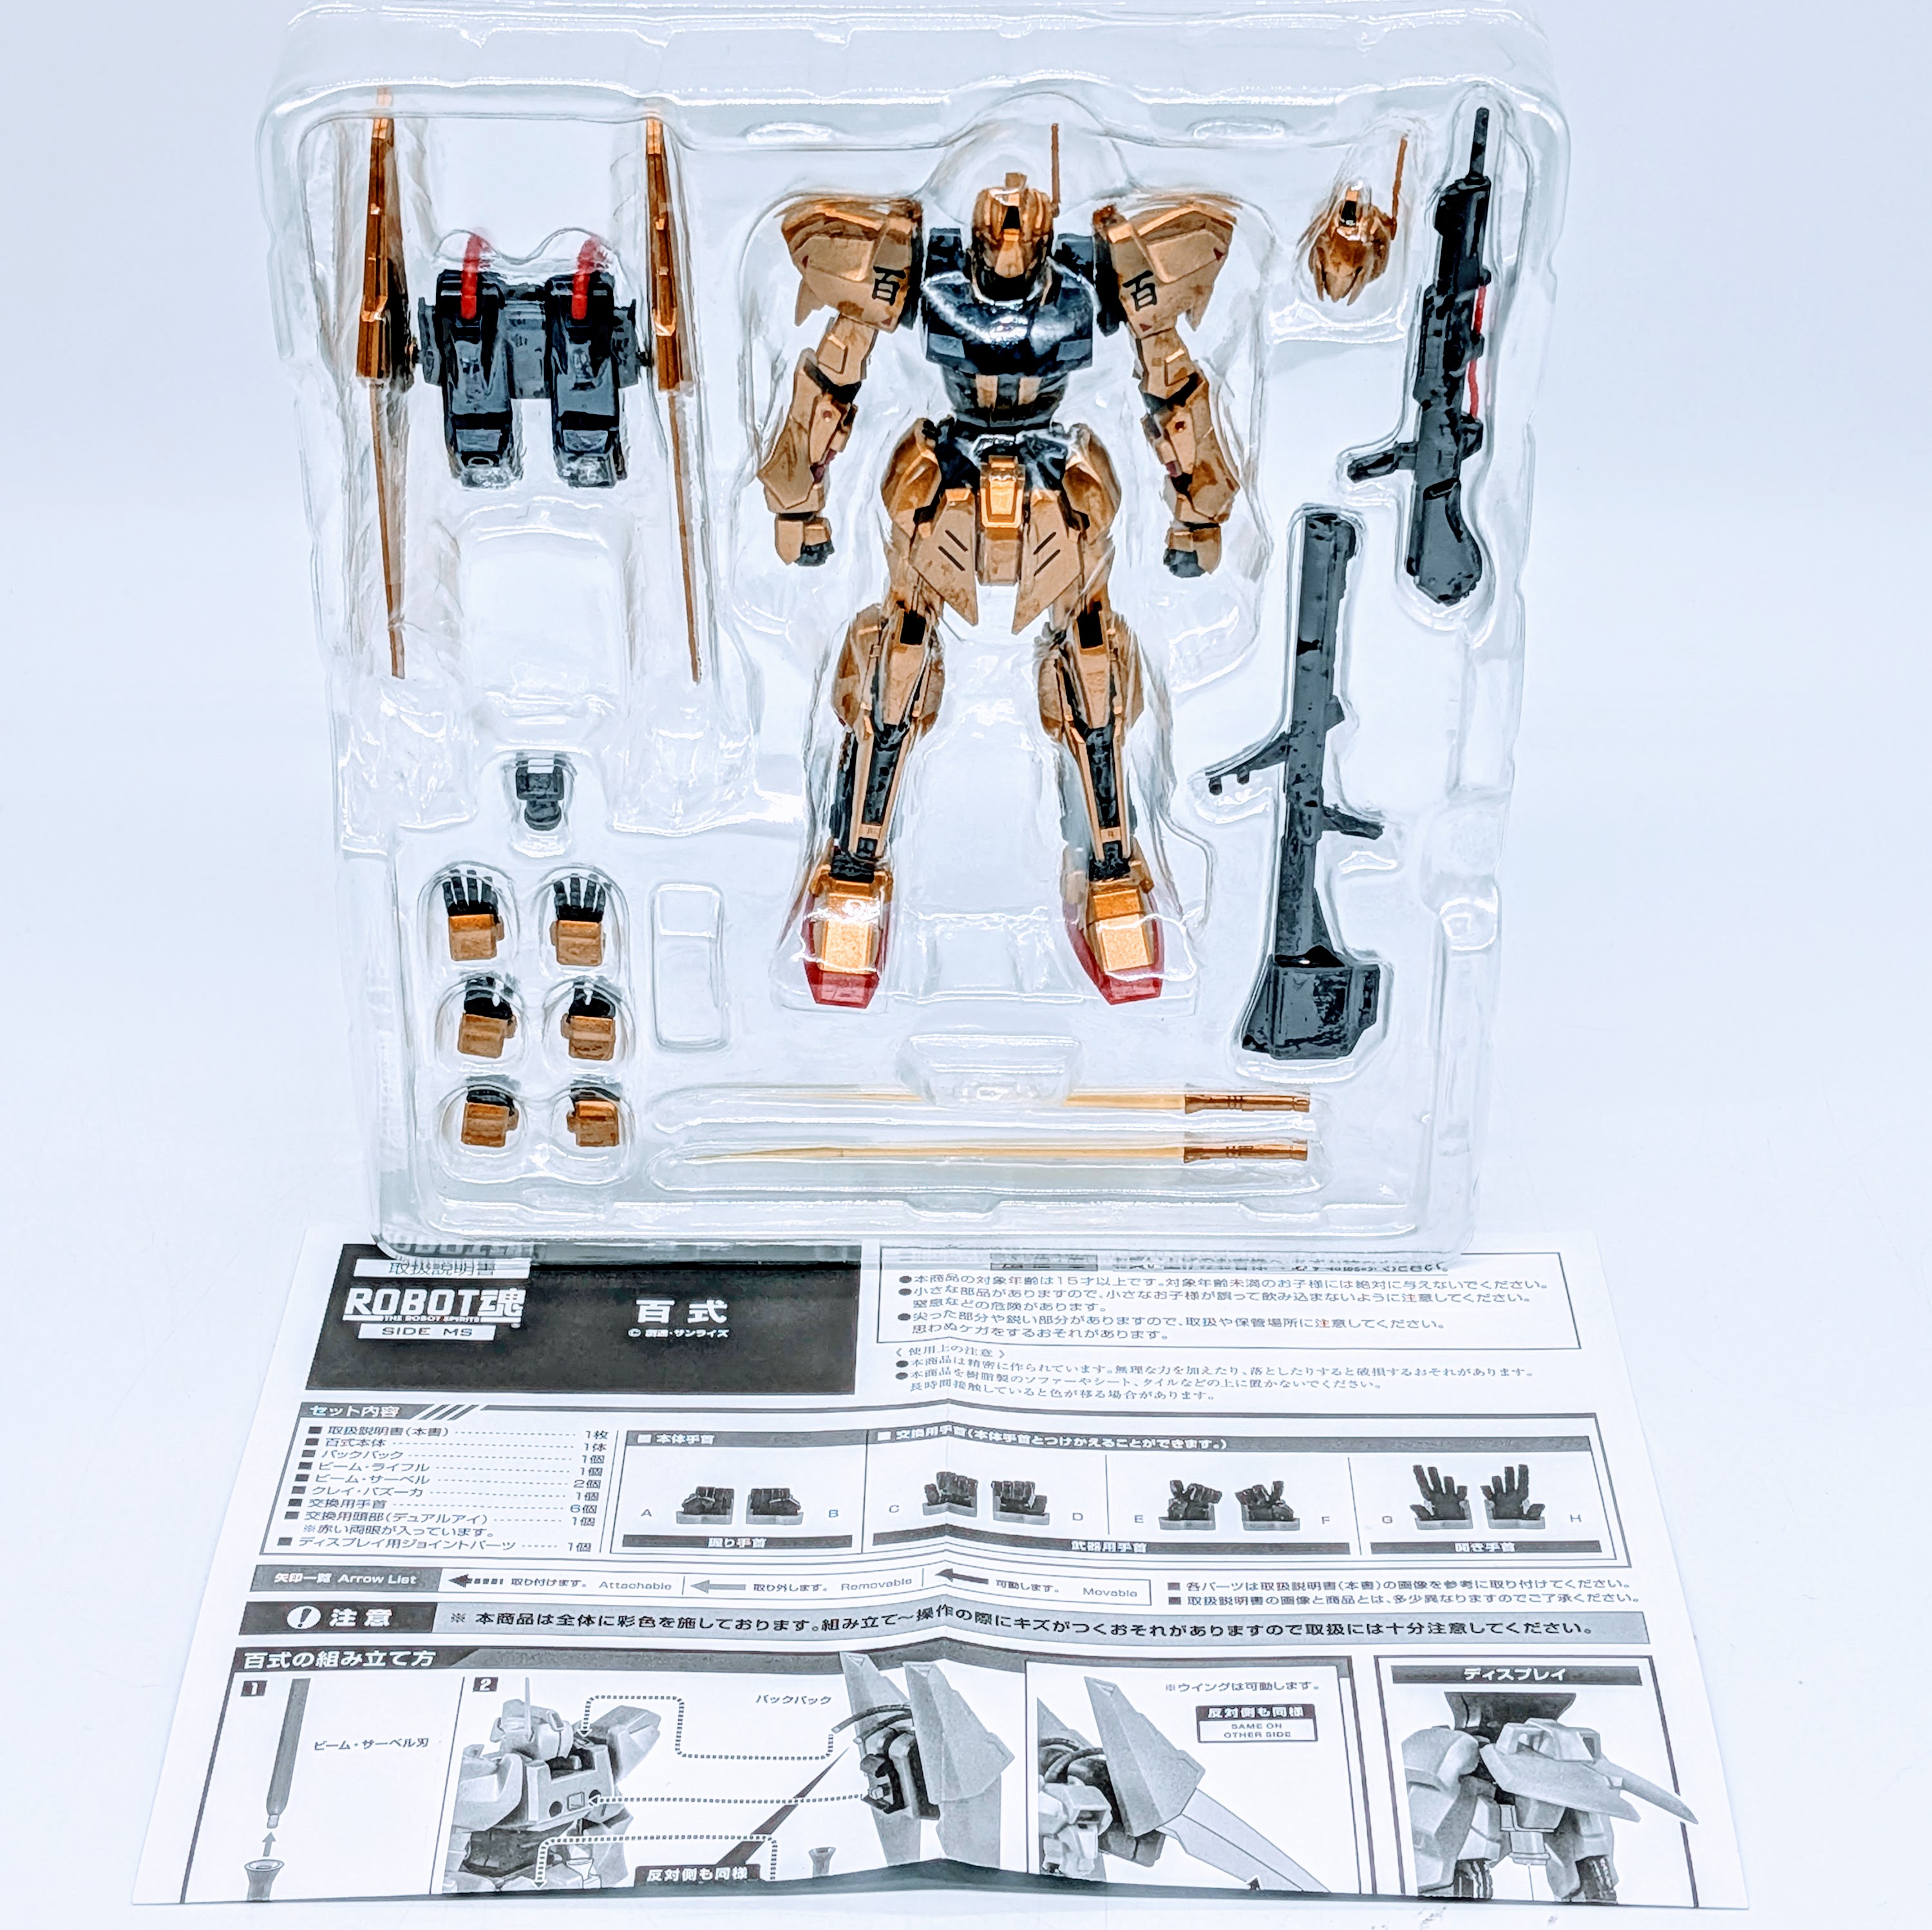 百
百
取扱説明書
ROBOT魂
THE ROBOT SPIRITS
SIDE MS
百式
© 創通・サンライズ
●本商品の対象年齢は15才以上です。対象年齢未満のお子様には絶対に与えないでください。
●小さな部品がありますので、小さなお子様が誤って飲み込まないように注意してください。
窒息などの危険があります。
●尖った部分や鋭い部分がありますので、取扱や保管場所に注意してください。
思わぬケガをするおそれがあります。
《 使用上の注意 》
●本商品は精密に作られています。無理な力を加えたり、落としたりすると破損するおそれがあります。
●本商品を樹脂製のソファーやシート、タイルなどの上に置かないでください。
長時間接触していると色が移る場合があります。
セット内容
■ 取扱説明書(本書) 1枚
■ 百式本体 1体
■ バックパック 1個
■ ビーム・ライフル 1個
■ ビーム・サーベル 2個
■ クレイ・バズーカ 1個
■ 交換用手首 6個
■ 交換用頭部(デュアルアイ) 1個
※赤い両眼が入っています。
■ ディスプレイ用ジョイントパーツ 1個
■ 本体手首
A B
握り手首
■ 交換用手首(本体手首とつけかえることができます。)
C D E F G H
武器用手首
開き手首
矢印一覧 Arrow List
取り付けます。 Attachable
取り外します。 Removable
可動します。 Movable
■ 各パーツは取扱説明書(本書)の画像を参考に取り付けてください。
■ 取扱説明書の画像と商品とは、多少異なりますのでご了承ください。
! 注意
※ 本商品は全体に彩色を施しております。組み立て〜操作の際にキズがつくおそれがありますので取扱には十分注意してください。
百式の組み立て方
1
ビーム・サーベル刃
2
バックパック
反対側も同様
※ウイングは可動します。
反対側も同様
SAME ON
OTHER SIDE
ディスプレイ